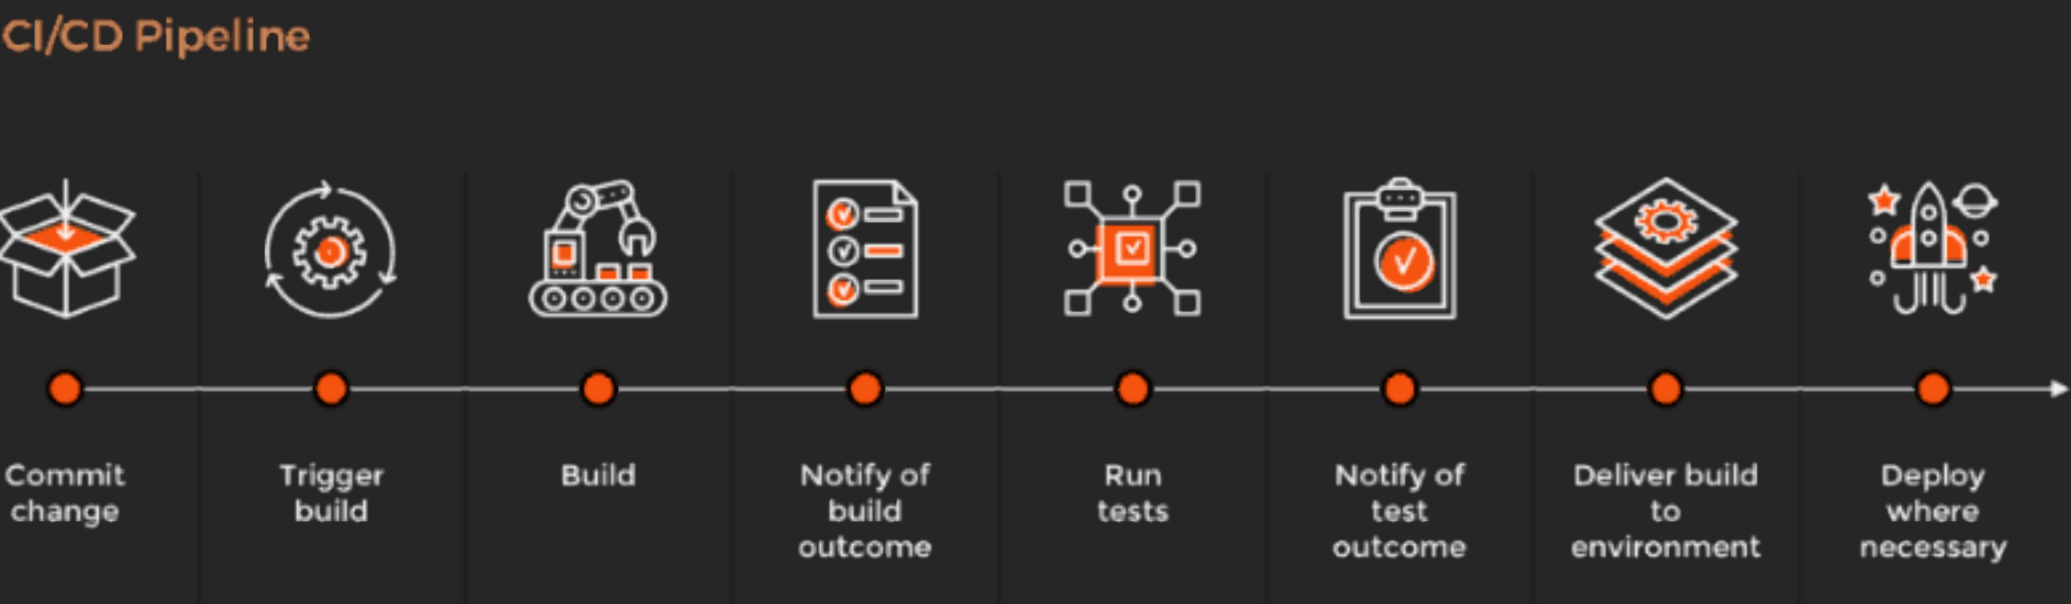 CI/CD Pipeline
Commit
change
Trigger
build
Build
Notify of
build
outcome
Run
tests
Notify of
test
outcome
Deliver build
to
environment
Deploy
where
necessary